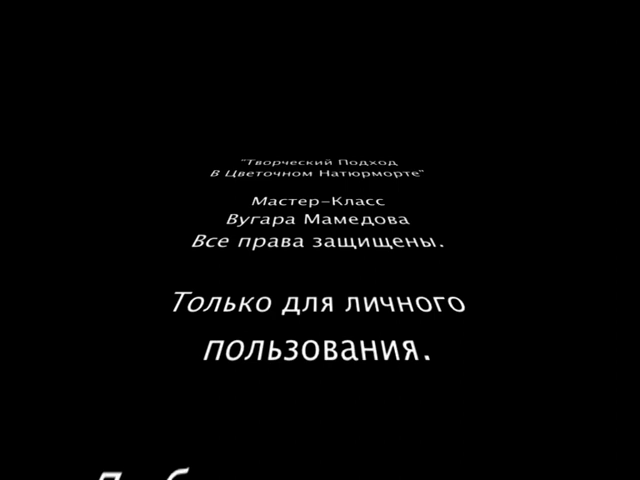 "Творческий Подход
В Цветочном Натюрморте"
Мастер-Класс
Вугара Мамедова
Все права защищены.
Только для личного
пользования.